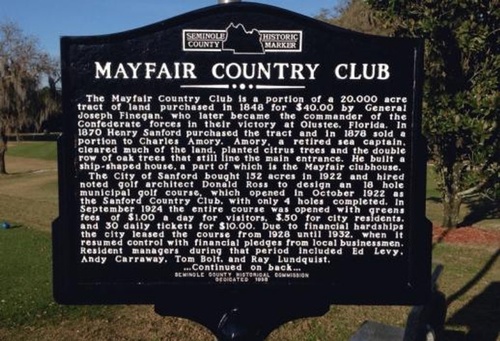 SEMINOLE HISTORIC
COUNTY MARKER
MAYFAIR COUNTRY CLUB
The Mayfair Country Club is a portion of a 20,000 acre
tract of land purchased in 1848 for $40.00 by General
Joseph Finegan, who later became the commander of the
Confederate forces in their victory at Olustee, Florida. In
1870 Henry Sanford purchased the tract and in 1878 sold a
portion to Charles Amory. Amory, a retired sea captain,
cleared much of the land, planted citrus trees and the double
row of oak trees that still line the main entrance. He built a
ship-shaped house, a part of which is the Mayfair clubhouse.
The City of Sanford bought 152 acres in 1922 and hired
noted golf architect Donald Ross to design an 18 hole
municipal golf course, which opened in October 1922 as
the Sanford Country Club, with only 4 holes completed. In
September 1924 the entire course was opened with greens
fees of $1.00 a day for visitors, $.50 for city residents,
and 30 daily tickets for $10.00. Due to financial hardships
the city leased the course from 1928 until 1932, when it
resumed control with financial pledges from local businessmen.
Resident managers during that period included Ed Levy,
Andy Carraway, Tom Bolt, and Ray Lundquist.
...Continued on back...
SEMINOLE COUNTY HISTORICAL COMMISSION
DEDICATED